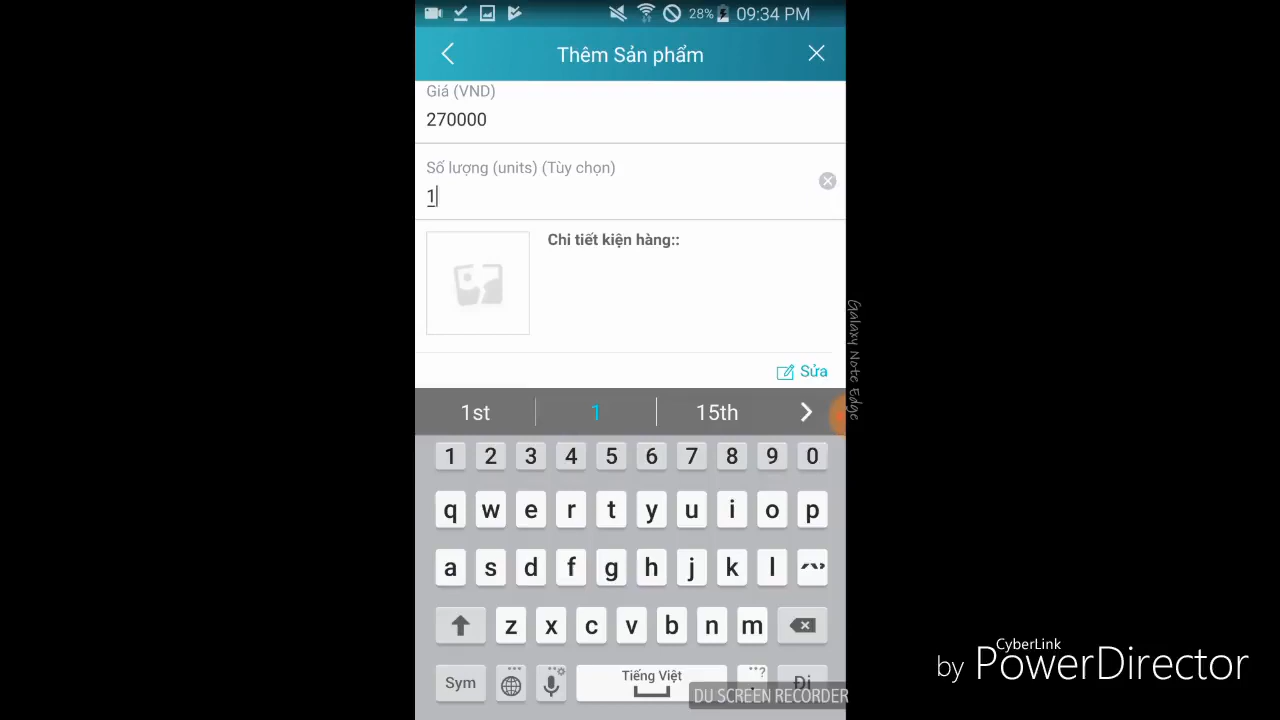 28% 09:34 PM
Thêm Sản phẩm
Giá (VND)
270000
Số lượng (units) (Tùy chọn)
1
Chi tiết kiện hàng::
Sửa
Galaxy Note Edge
1st 1 15th
1 2 3 4 5 6 7 8 9 0
q w e r t y u i o p
a s d f g h j k l
z x c v b n m
Sym Tiếng Việt Đi
DU SCREEN RECORDER
CyberLink
by PowerDirector